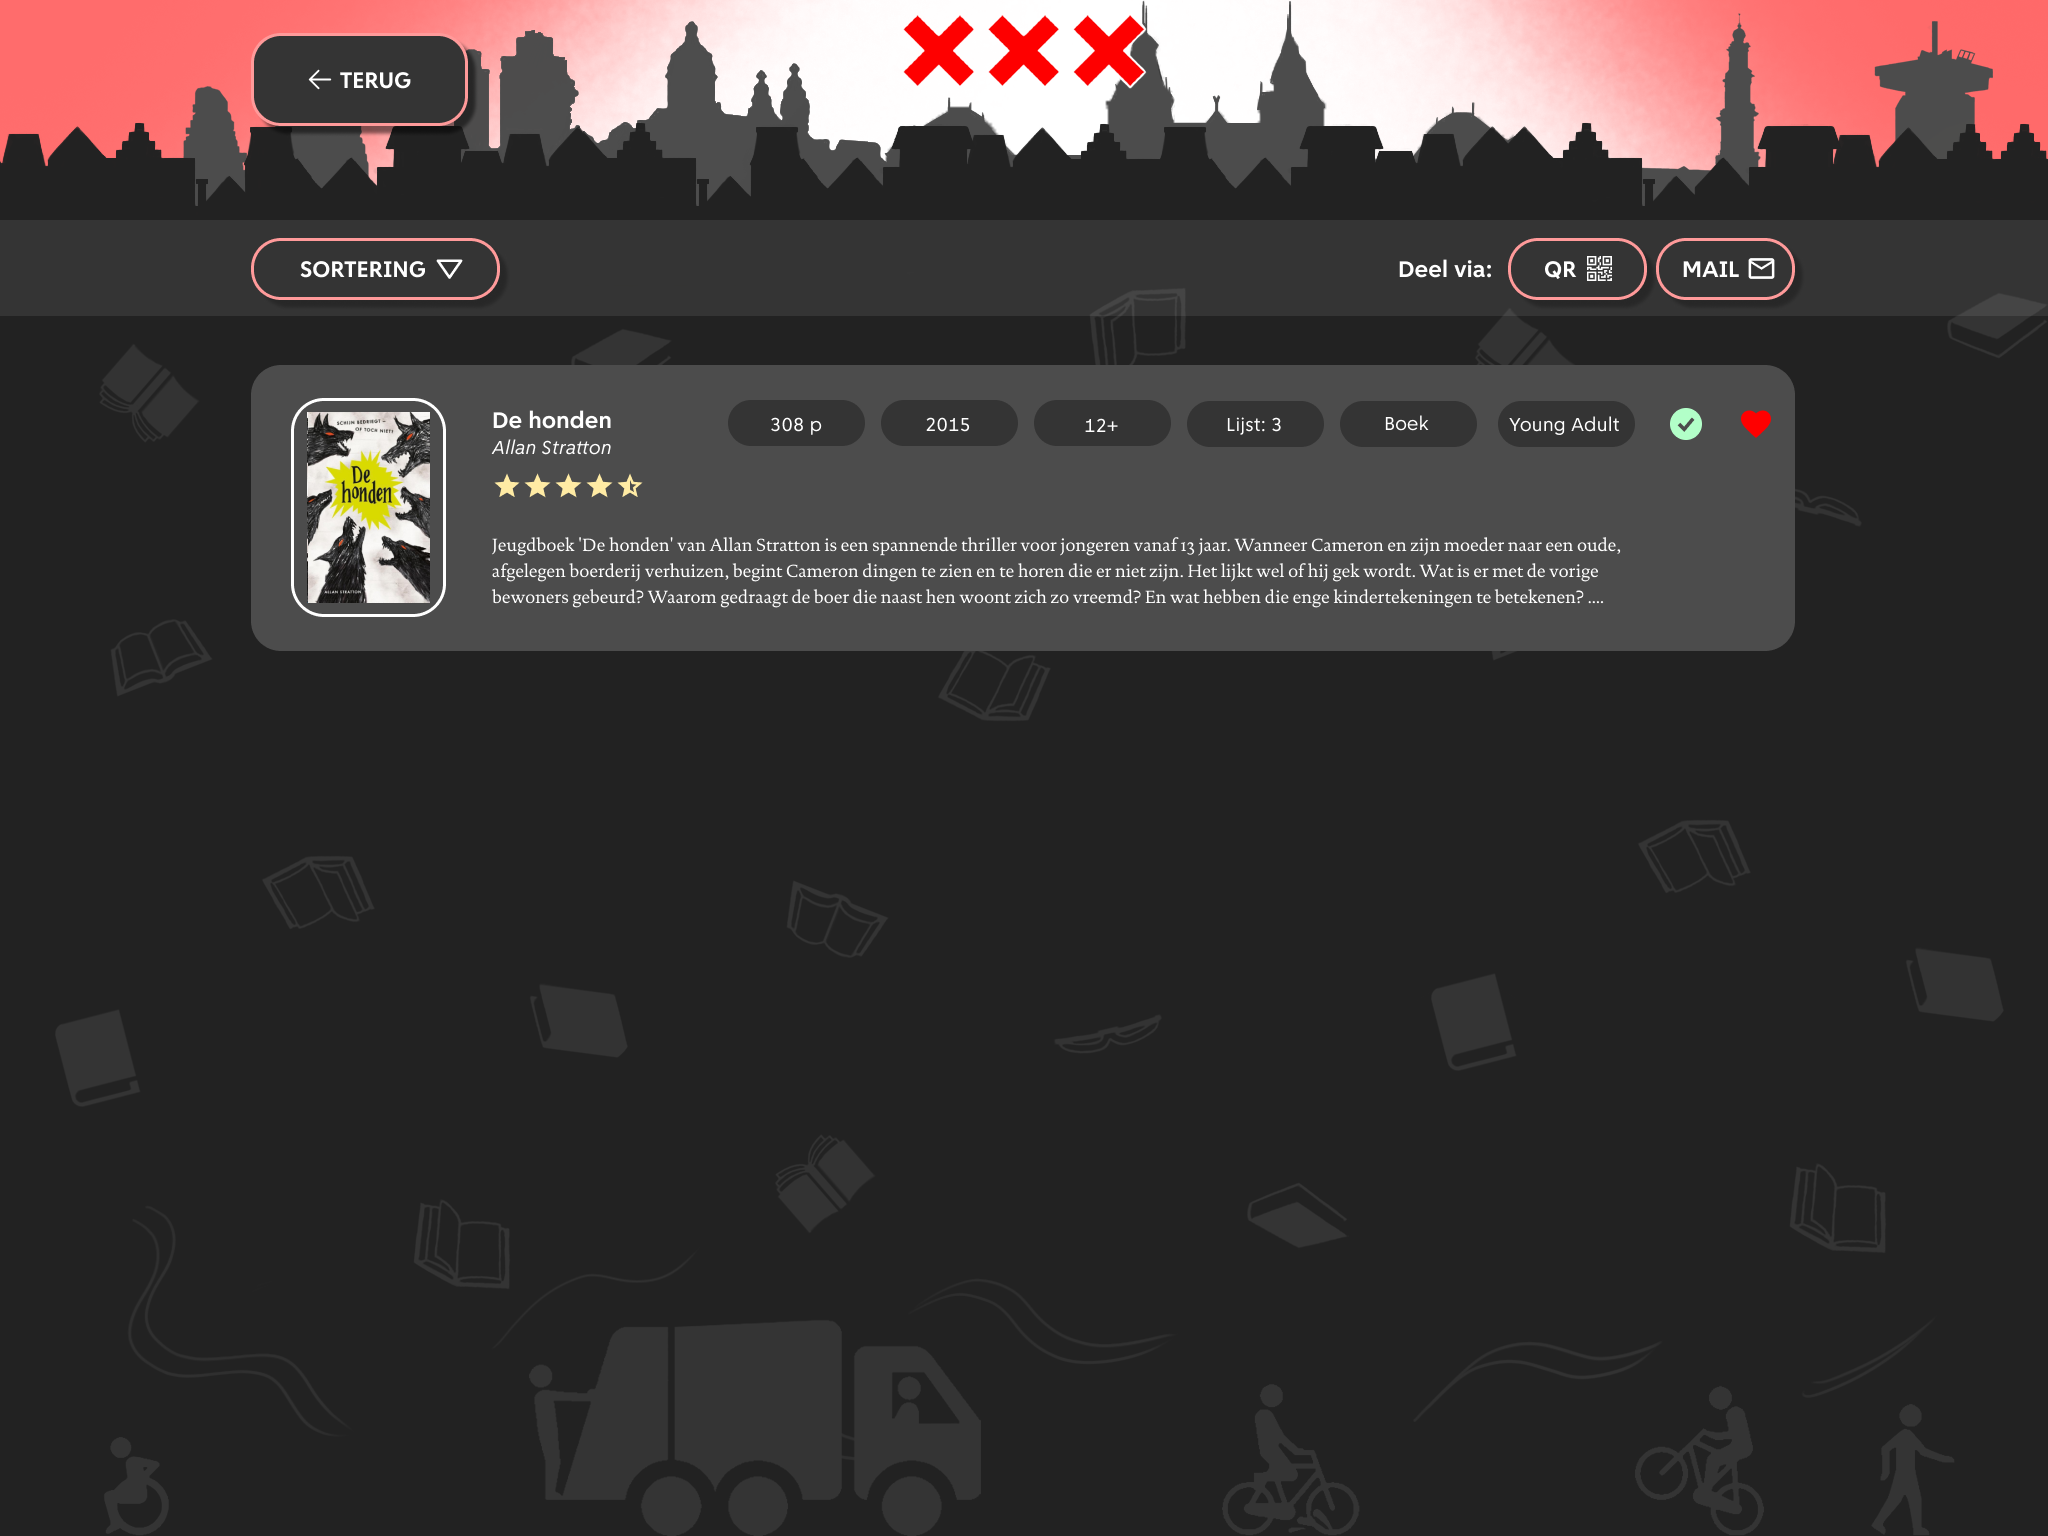 TERUG
SORTERING
Deel via:
QR
MAIL
SCHIJN BEDRIEGT –
OF TOCH NIET?
De
honden
ALLAN STRATTON
De honden
Allan Stratton
308 p
2015
12+
Lijst: 3
Boek
Young Adult
Jeugdboek 'De honden' van Allan Stratton is een spannende thriller voor jongeren vanaf 13 jaar. Wanneer Cameron en zijn moeder naar een oude,
afgelegen boerderij verhuizen, begint Cameron dingen te zien en te horen die er niet zijn. Het lijkt wel of hij gek wordt. Wat is er met de vorige
bewoners gebeurd? Waarom gedraagt de boer die naast hen woont zich zo vreemd? En wat hebben die enge kindertekeningen te betekenen? ....